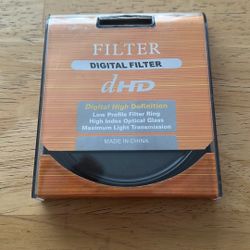 FILTER
DIGITAL FILTER
dHD
Digital High Definition
Low Profile Filter Ring
High Index Optical Glass
Maximum Light Transmission
MADE IN CHINA